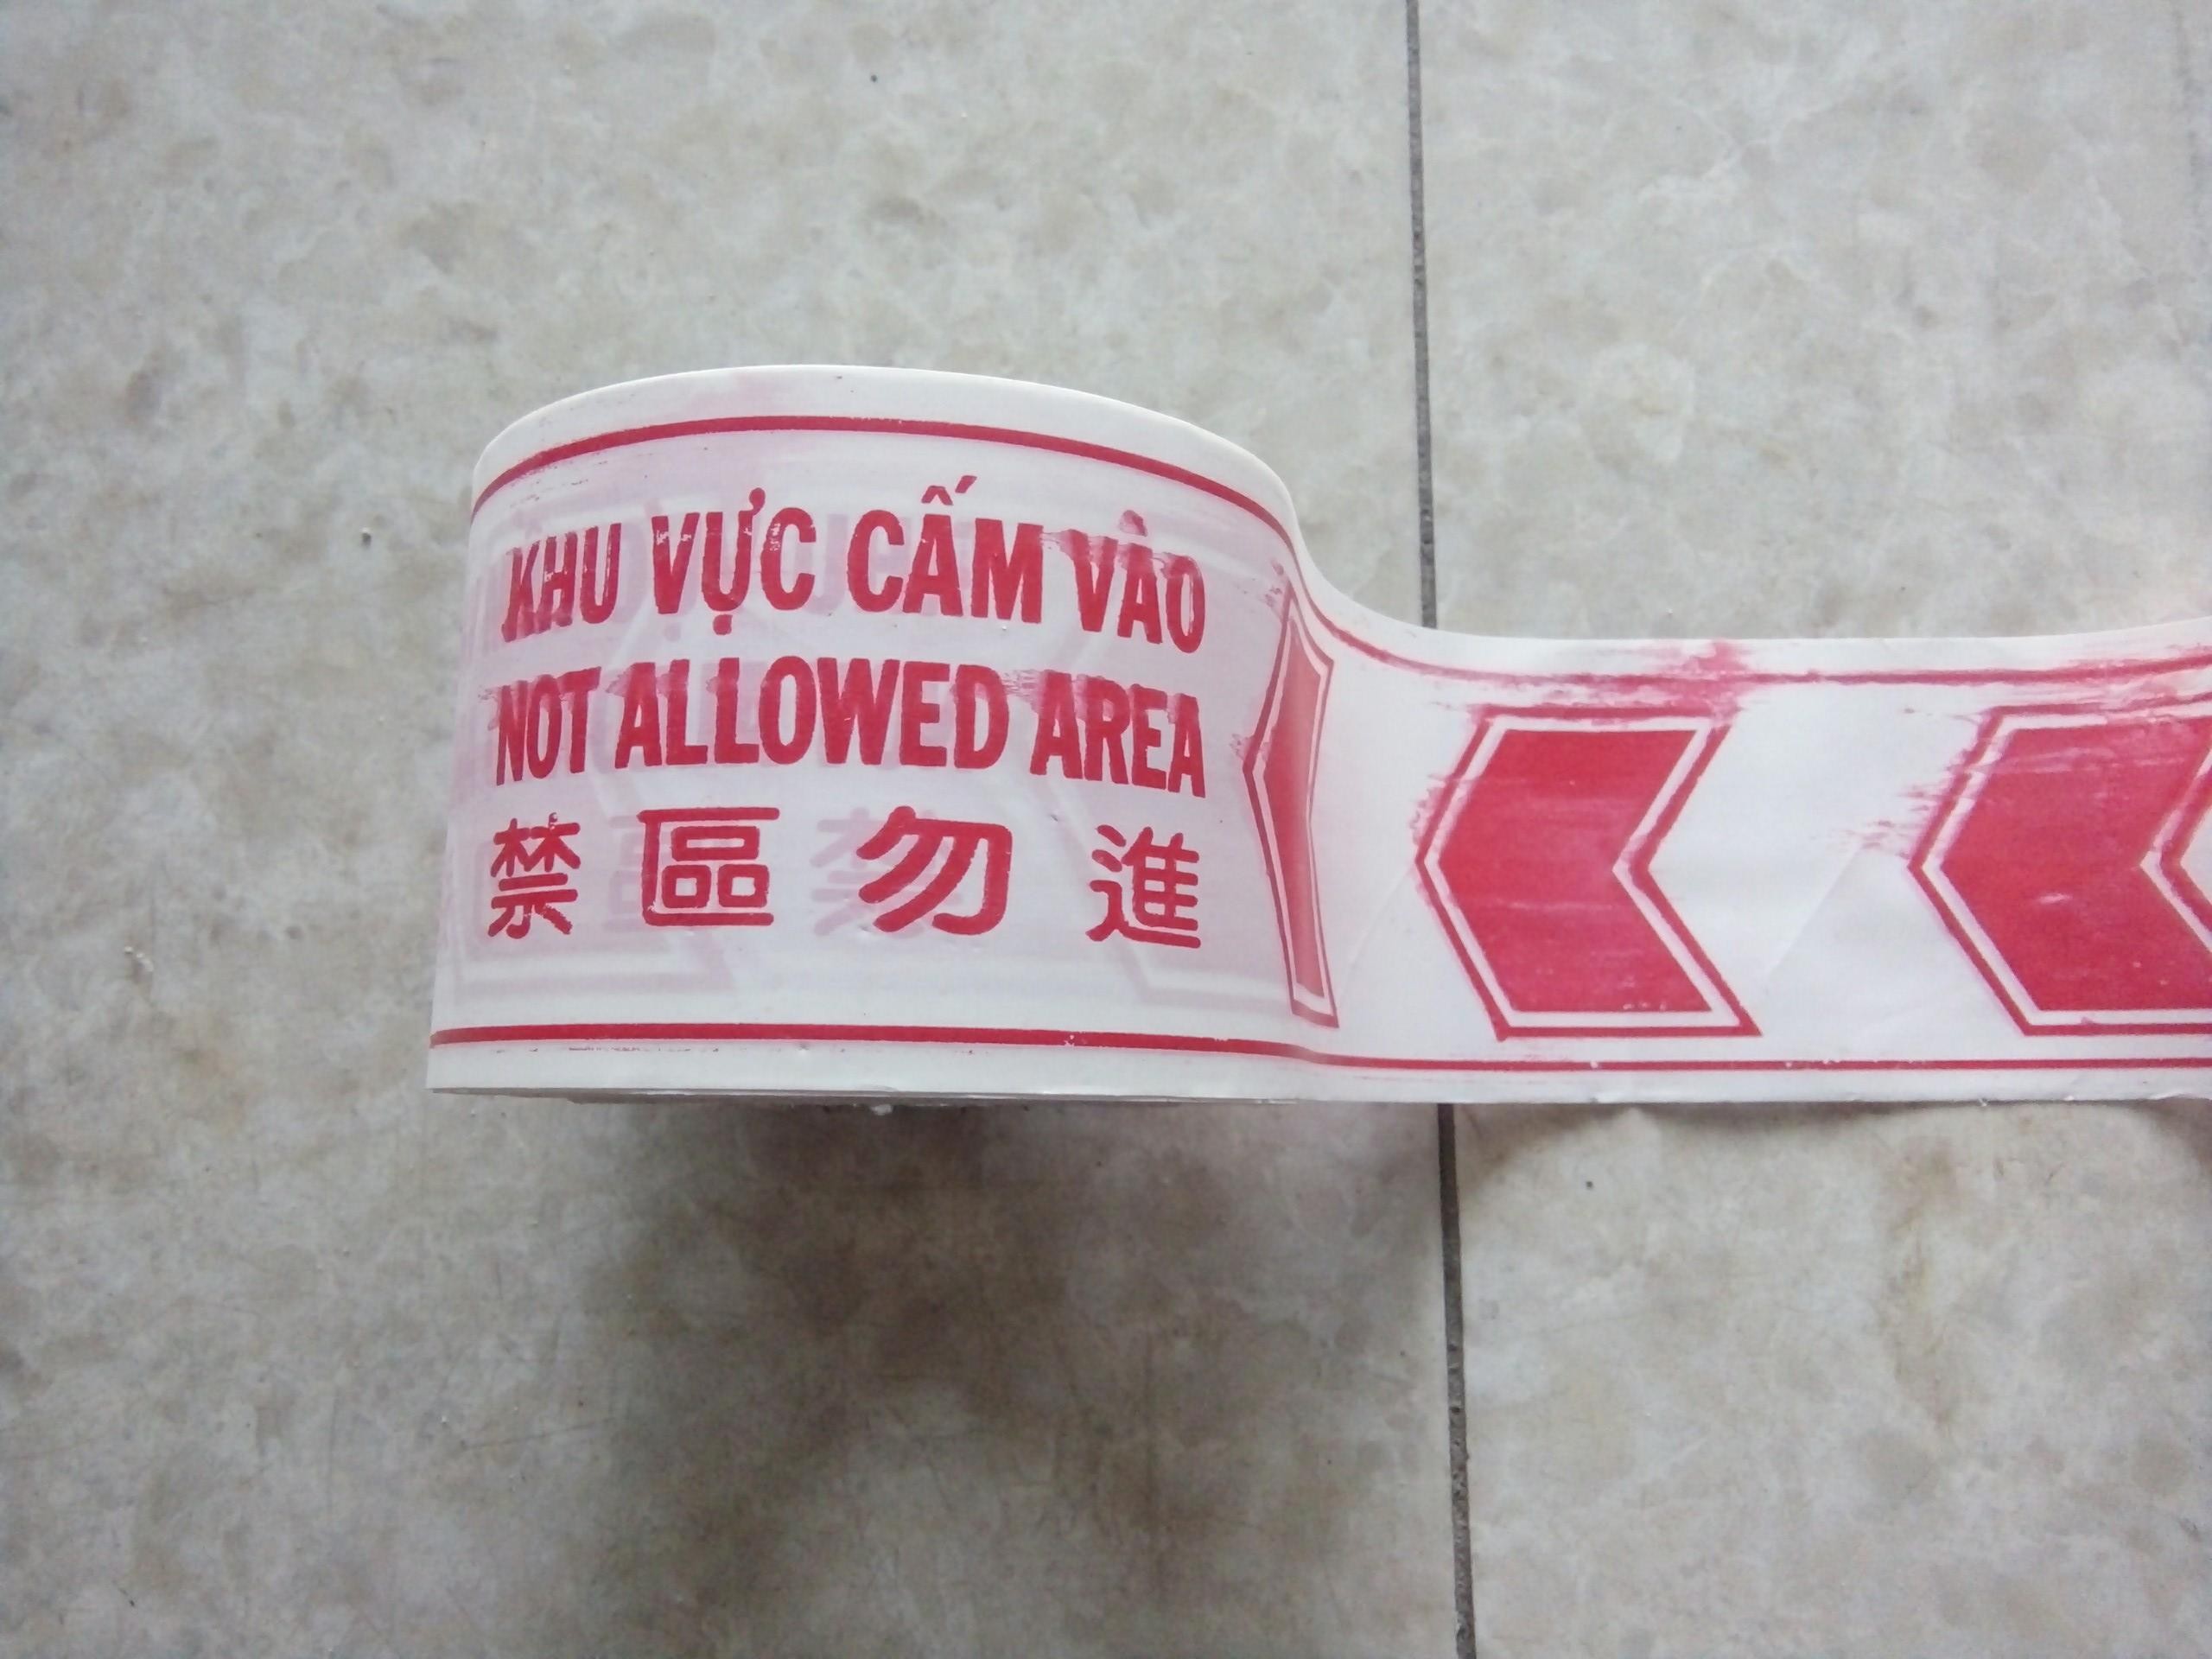 KHU VỰC CẤM VÀO
NOT ALLOWED AREA
禁區勿進